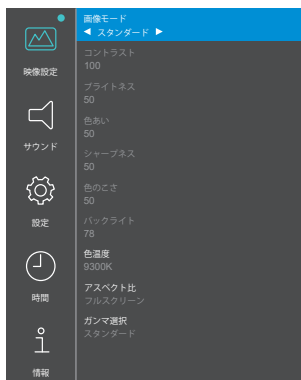 映像設定
サウンド
設定
時間
情報
画像モード
◀ スタンダード ▶
コントラスト
100
ブライトネス
50
色あい
50
シャープネス
50
色のこさ
50
バックライト
78
色温度
9300K
アスペクト比
フルスクリーン
ガンマ選択
スタンダード